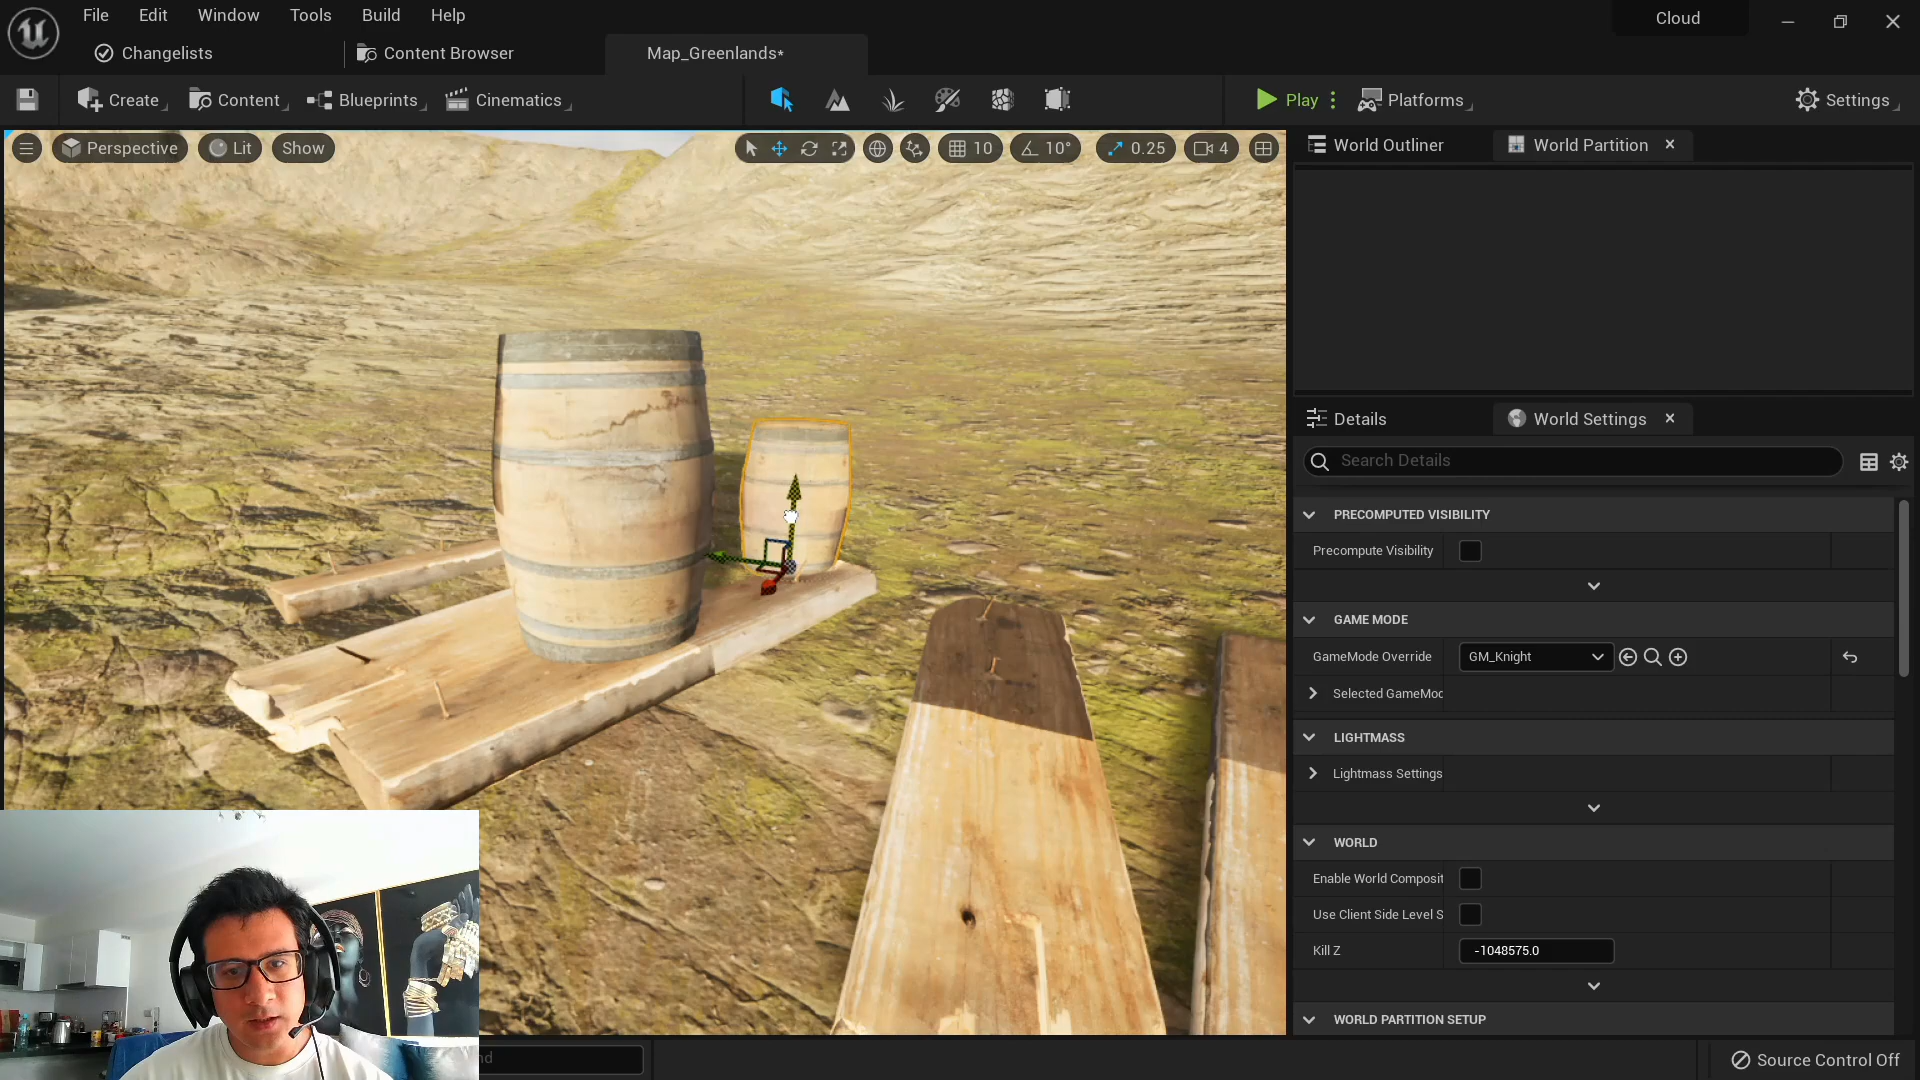 File Edit Window Tools Build Help
Cloud
Changelists
Content Browser
Map_Greenlands*
Create
Content
Blueprints
Cinematics
Play
Platforms
Settings
Perspective
Lit
Show
10
10°
0.25
4
World Outliner
World Partition
Details
World Settings
Search Details
PRECOMPUTED VISIBILITY
Precompute Visibility
GAME MODE
GameMode Override
GM_Knight
Selected GameMod
LIGHTMASS
Lightmass Settings
WORLD
Enable World Composit
Use Client Side Level S
Kill Z
-1048575.0
WORLD PARTITION SETUP
nd
Source Control Off